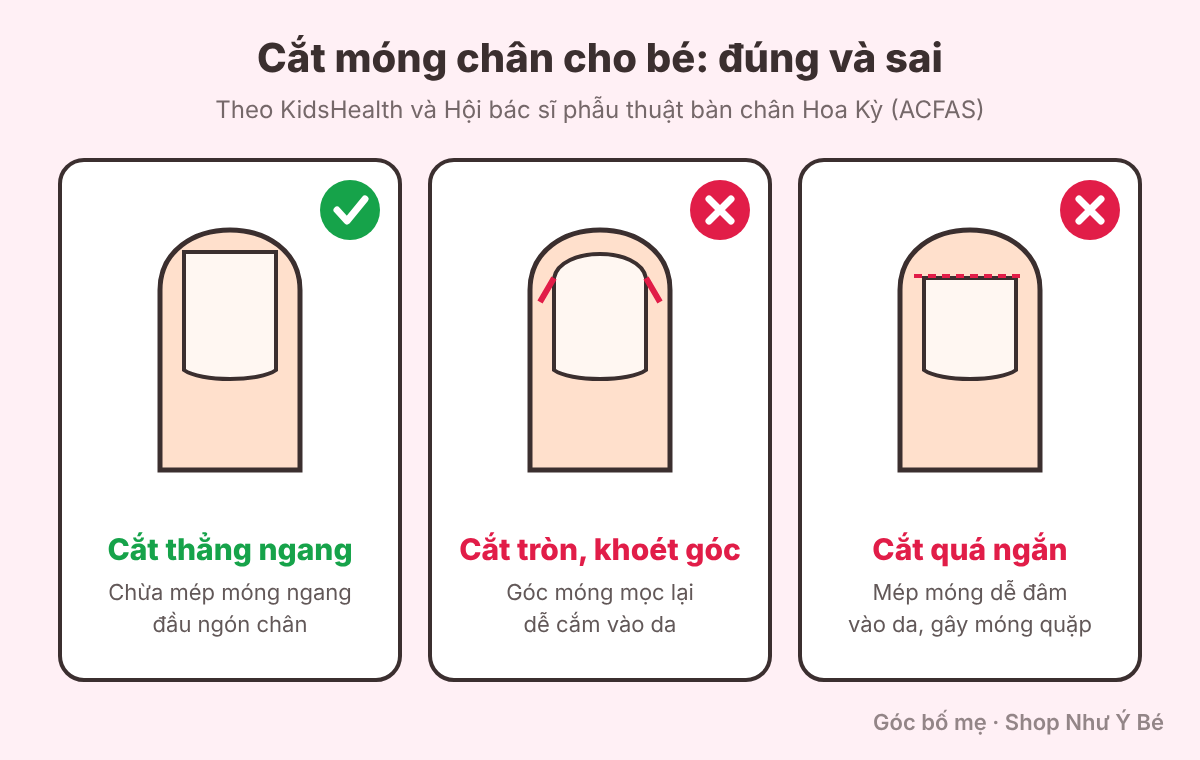 Cắt móng chân cho bé: đúng và sai
Theo KidsHealth và Hội bác sĩ phẫu thuật bàn chân Hoa Kỳ (ACFAS)
Cắt thẳng ngang
Chừa mép móng ngang
đầu ngón chân
Cắt tròn, khoét góc
Góc móng mọc lại
dễ cắm vào da
Cắt quá ngắn
Mép móng dễ đâm
vào da, gây móng quặp
Góc bố mẹ · Shop Như Ý Bé